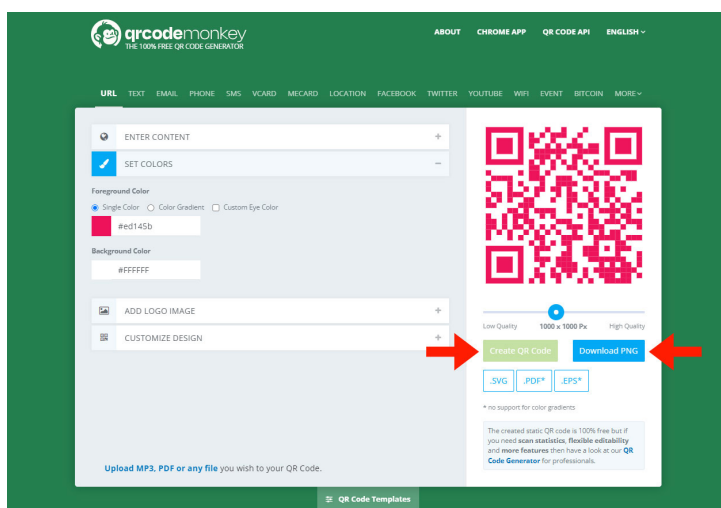 qrcodemonkey
THE 100% FREE QR CODE GENERATOR
ABOUT CHROME APP QR CODE API ENGLISH
URL TEXT EMAIL PHONE SMS VCARD MECARD LOCATION FACEBOOK TWITTER YOUTUBE WIFI EVENT BITCOIN MORE
ENTER CONTENT +
SET COLORS –
Foreground Color
Single Color Color Gradient Custom Eye Color
#ed145b
Background Color
#FFFFFF
ADD LOGO IMAGE +
CUSTOMIZE DESIGN +
Upload MP3, PDF or any file you wish to your QR Code.
Low Quality 1000 x 1000 Px High Quality
Create QR Code Download PNG
.SVG .PDF* .EPS*
* no support for color gradients
The created static QR code is 100% free but if
you need scan statistics, flexible editability
and more features then have a look at our QR
Code Generator for professionals.
QR Code Templates